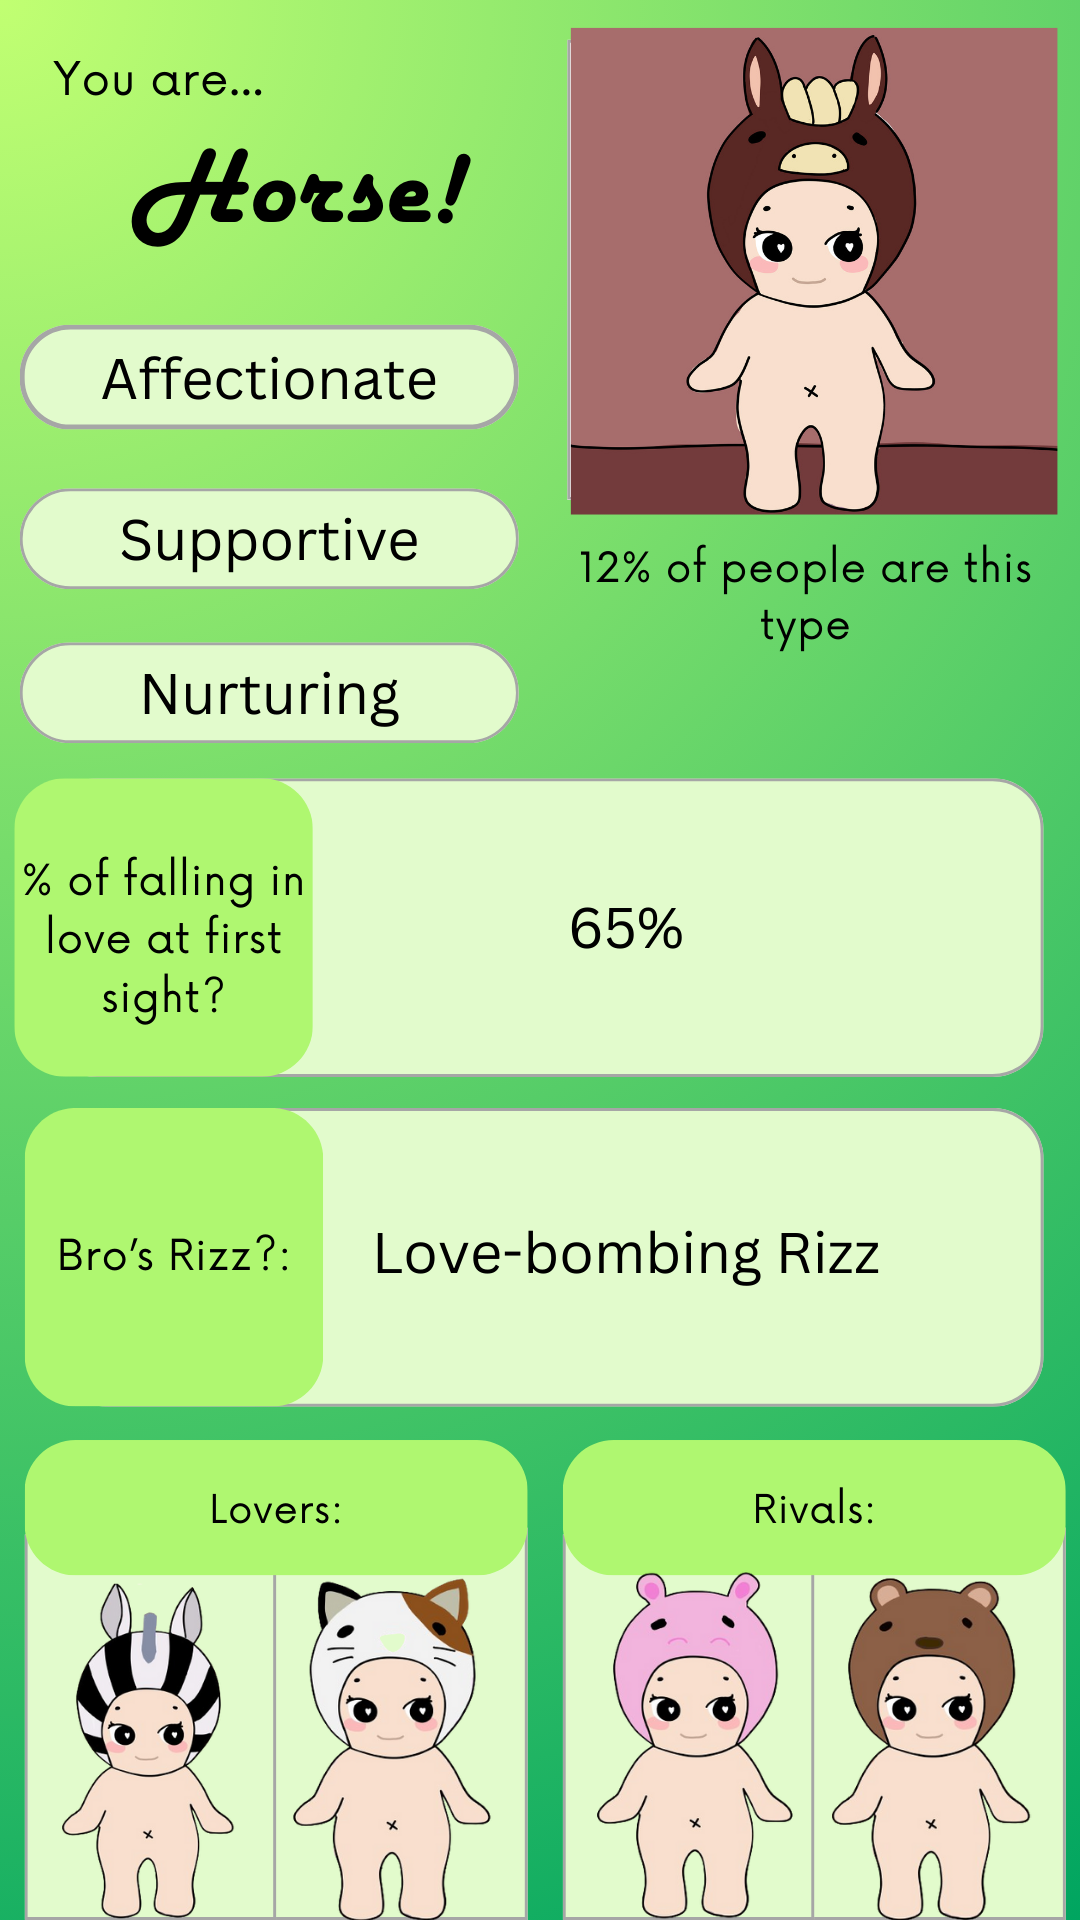 You are...
Horse!
Affectionate
Supportive
Nurturing
12% of people are this
type
% of falling in
love at first
sight?
65%
Bro's Rizz?:
Love-bombing Rizz
Lovers:
Rivals: